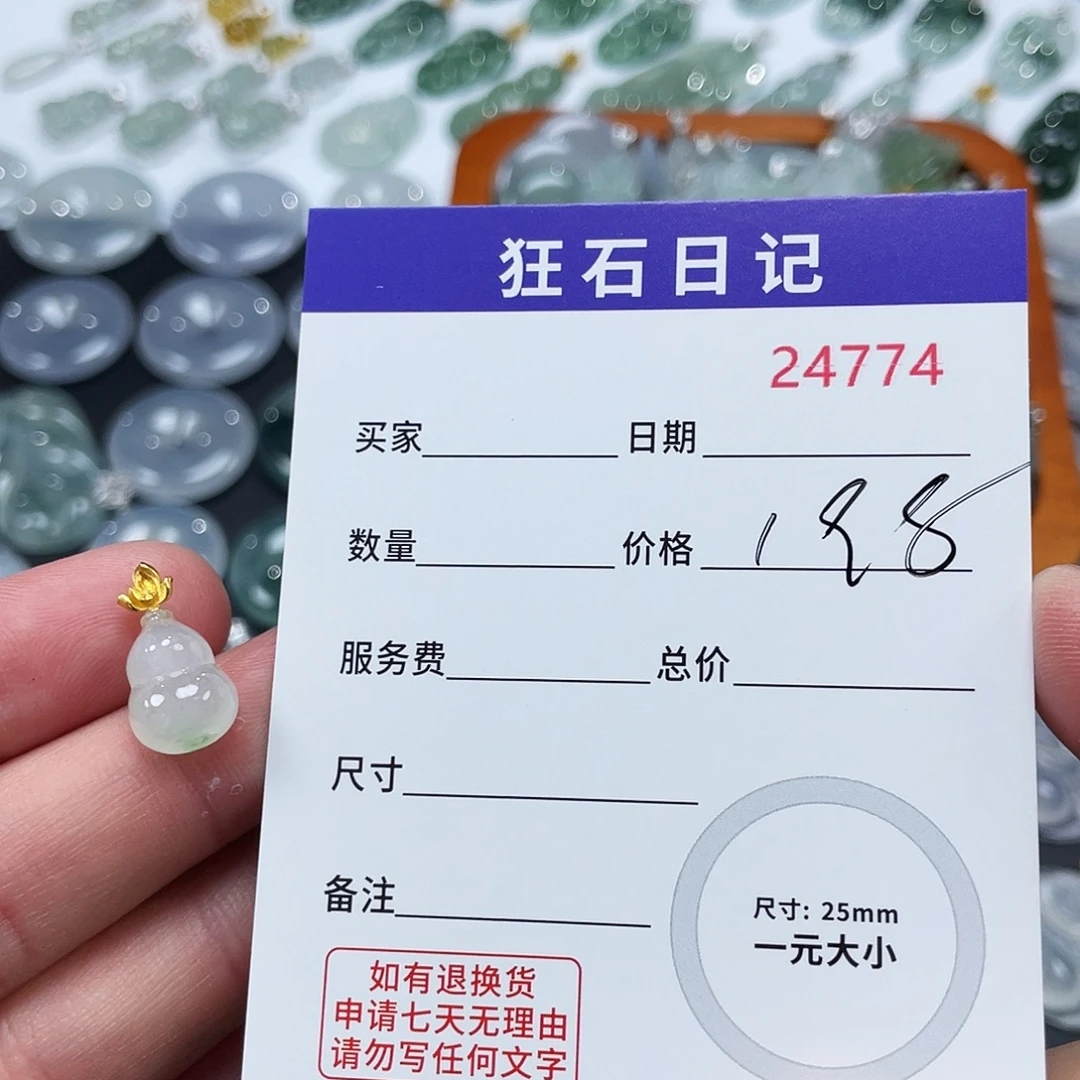 狂石日记
24774
买家 日期
数量 价格 198
服务费 总价
尺寸
备注
尺寸: 25mm
一元大小
如有退换货
申请七天无理由
请勿写任何文字